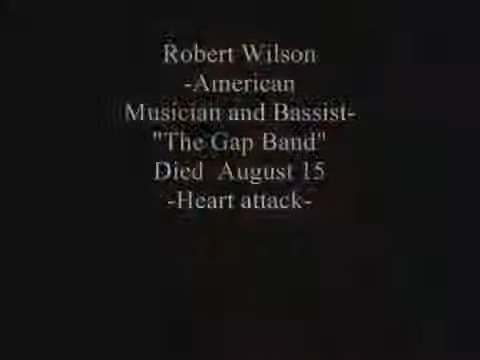 Robert Wilson
-American
Musician and Bassist-
"The Gap Band"
Died  August 15
-Heart attack-